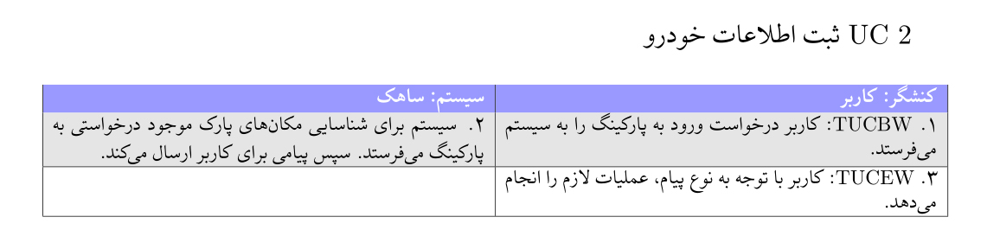 UC 2 ثبت اطلاعات خودرو
کنشگر: کاربر
سیستم: ساهک
۱. TUCBW: کاربر درخواست ورود به پارکینگ را به سیستم
می‌فرستد.
۲. سیستم برای شناسایی مکان‌های پارک موجود درخواستی به
پارکینگ می‌فرستد. سپس پیامی برای کاربر ارسال می‌کند.
۳. TUCEW: کاربر با توجه به نوع پیام، عملیات لازم را انجام
می‌دهد.